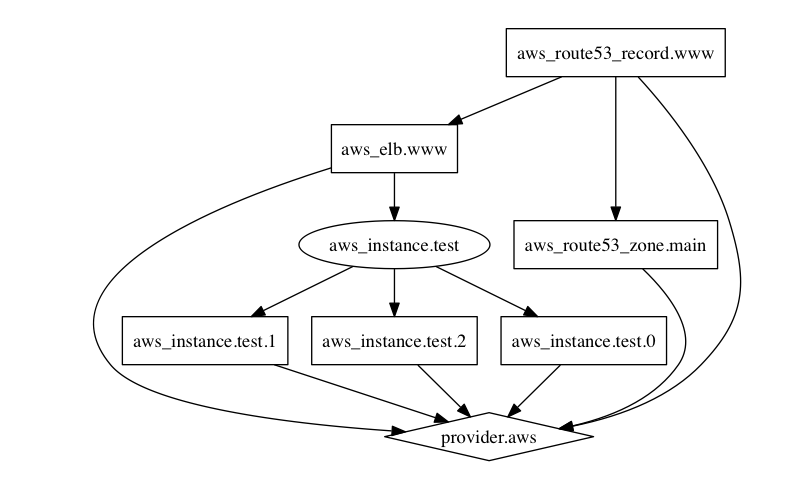 aws_route53_record.www
aws_elb.www
aws_instance.test
aws_route53_zone.main
aws_instance.test.1
aws_instance.test.2
aws_instance.test.0
provider.aws